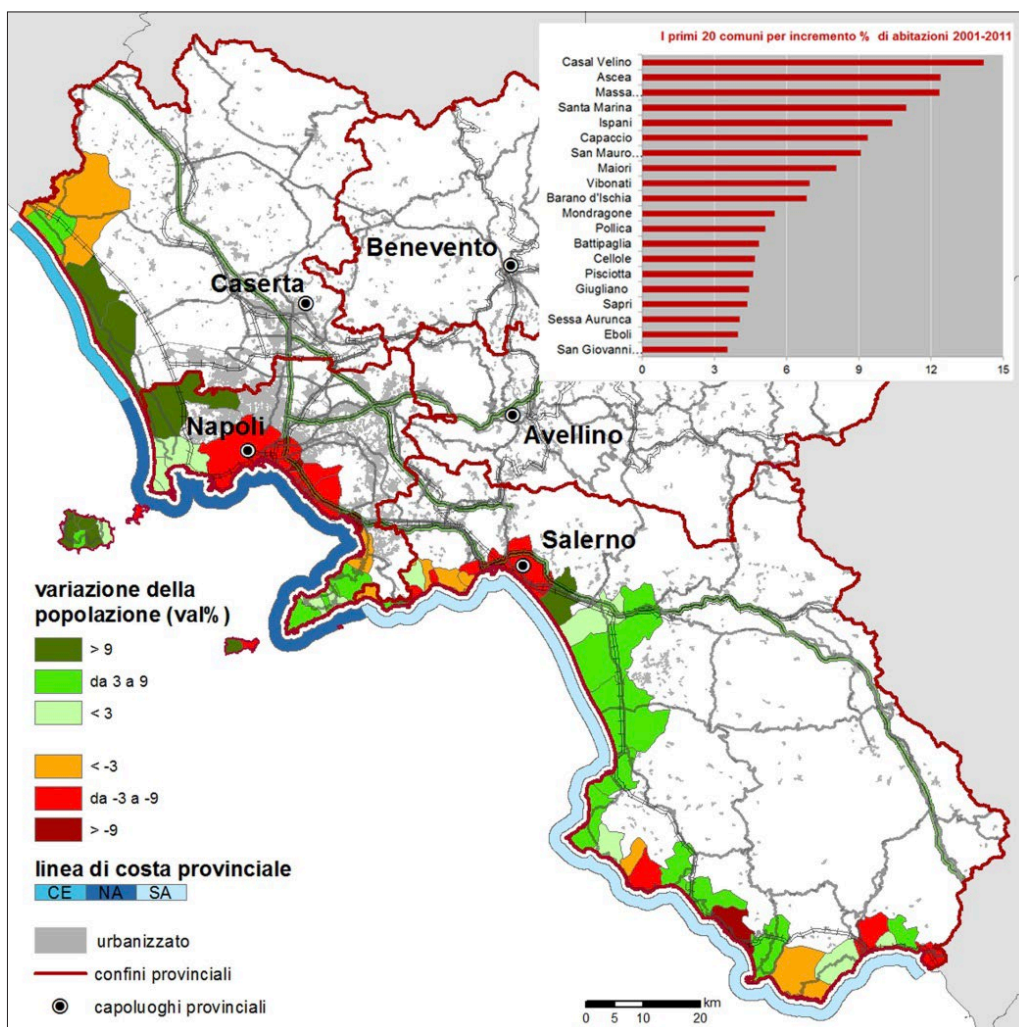 I primi 20 comuni per incremento % di abitazioni 2001-2011
Casal Velino
Ascea
Massa...
Santa Marina
Ispani
Capaccio
San Mauro...
Maiori
Vibonati
Barano d'Ischia
Mondragone
Pollica
Battipaglia
Cellole
Pisciotta
Giugliano
Sapri
Sessa Aurunca
Eboli
San Giovanni...
0 3 6 9 12 15
Benevento
Caserta
Napoli
Avellino
Salerno
variazione della
popolazione (val%)
> 9
da 3 a 9
< 3
< -3
da -3 a -9
> -9
linea di costa provinciale
CE NA SA
urbanizzato
confini provinciali
capoluoghi provinciali
km
0 10 20